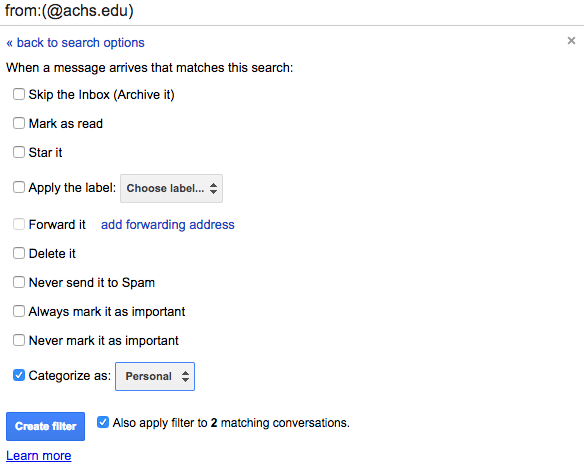 from:(@achs.edu)
« back to search options
×
When a message arrives that matches this search:
Skip the Inbox (Archive it)
Mark as read
Star it
Apply the label: Choose label...
Forward it add forwarding address
Delete it
Never send it to Spam
Always mark it as important
Never mark it as important
Categorize as: Personal
Create filter Also apply filter to 2 matching conversations.
Learn more